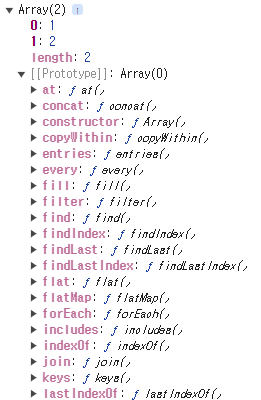 ▼ Array(2) i
0: 1
1: 2
length: 2
▼ [[Prototype]]: Array(0)
▶ at: ƒ at()
▶ concat: ƒ concat()
▶ constructor: ƒ Array()
▶ copyWithin: ƒ copyWithin()
▶ entries: ƒ entries()
▶ every: ƒ every()
▶ fill: ƒ fill()
▶ filter: ƒ filter()
▶ find: ƒ find()
▶ findIndex: ƒ findIndex()
▶ findLast: ƒ findLast()
▶ findLastIndex: ƒ findLastIndex()
▶ flat: ƒ flat()
▶ flatMap: ƒ flatMap()
▶ forEach: ƒ forEach()
▶ includes: ƒ includes()
▶ indexOf: ƒ indexOf()
▶ join: ƒ join()
▶ keys: ƒ keys()
▶ lastIndexOf: ƒ lastIndexOf()